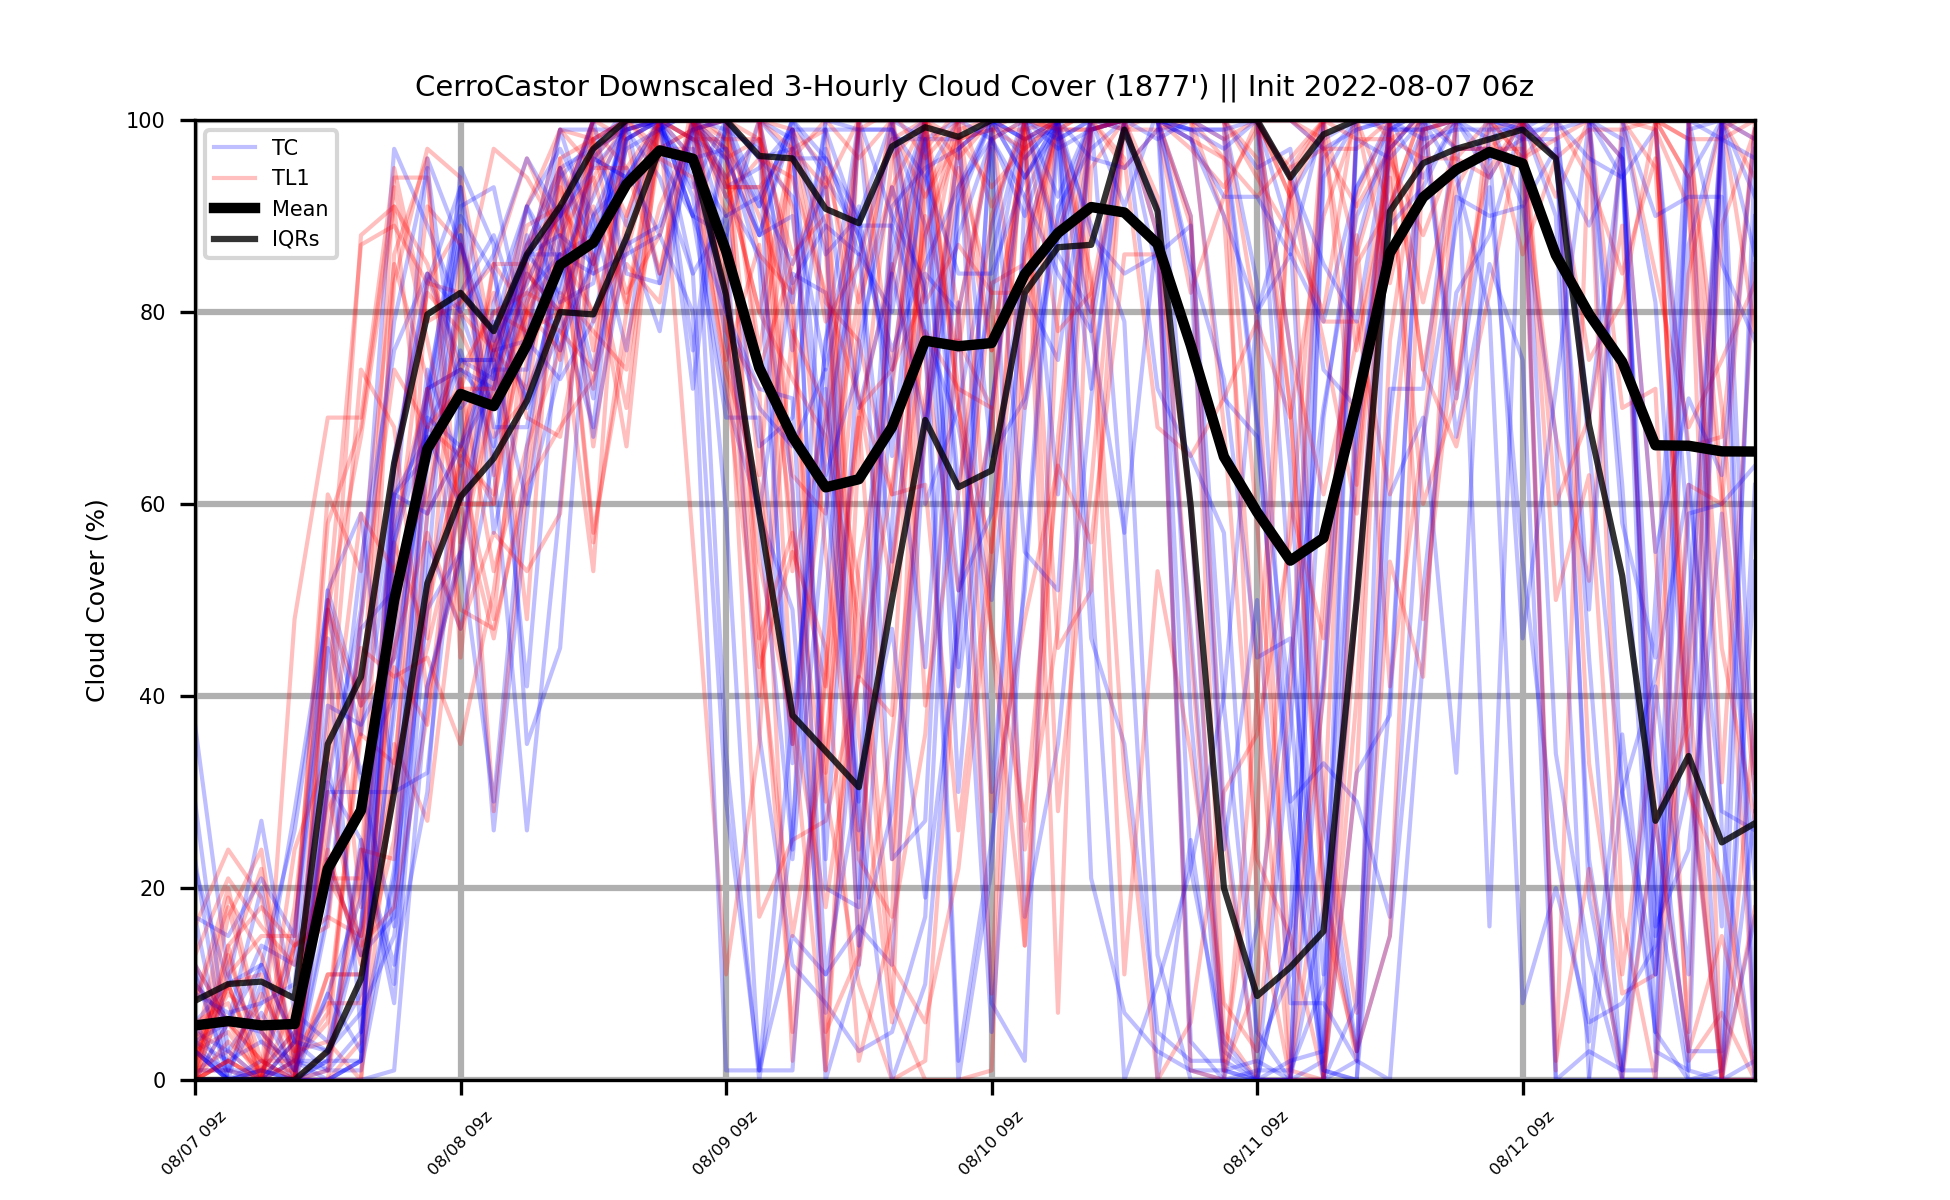 CerroCastor Downscaled 3-Hourly Cloud Cover (1877') || Init 2022-08-07 06z
TC
TL1
Mean
IQRs
Cloud Cover (%)
100
80
60
40
20
0
08/07 09z
08/08 09z
08/09 09z
08/10 09z
08/11 09z
08/12 09z